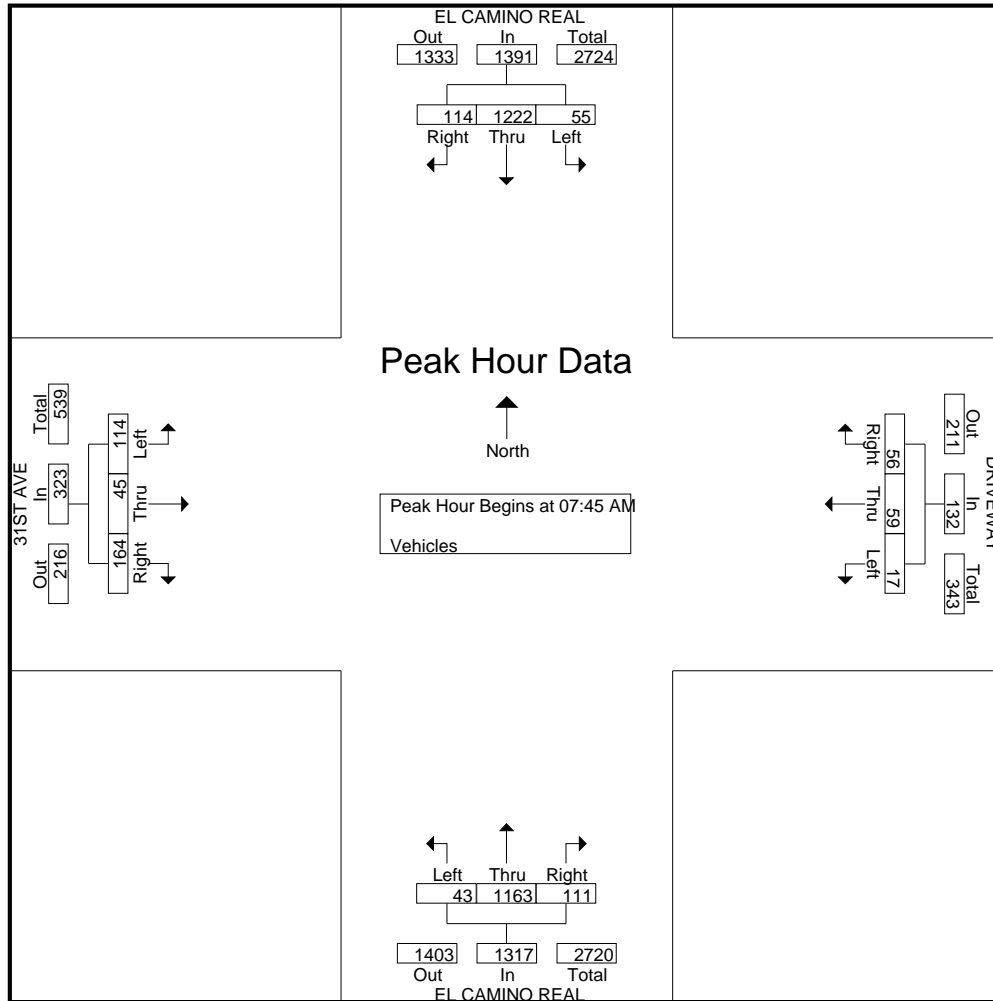 EL CAMINO REAL
Out In Total
1333 1391 2724
114 1222 55
Right Thru Left
Peak Hour Data
North
Peak Hour Begins at 07:45 AM
Vehicles
31ST AVE
Out In Total
216 323 539
164 45 114
Right Thru Left
DRIVEWAY
Out In Total
211 132 343
56 59 17
Right Thru Left
Left Thru Right
43 1163 111
1403 1317 2720
Out In Total
EL CAMINO REAL